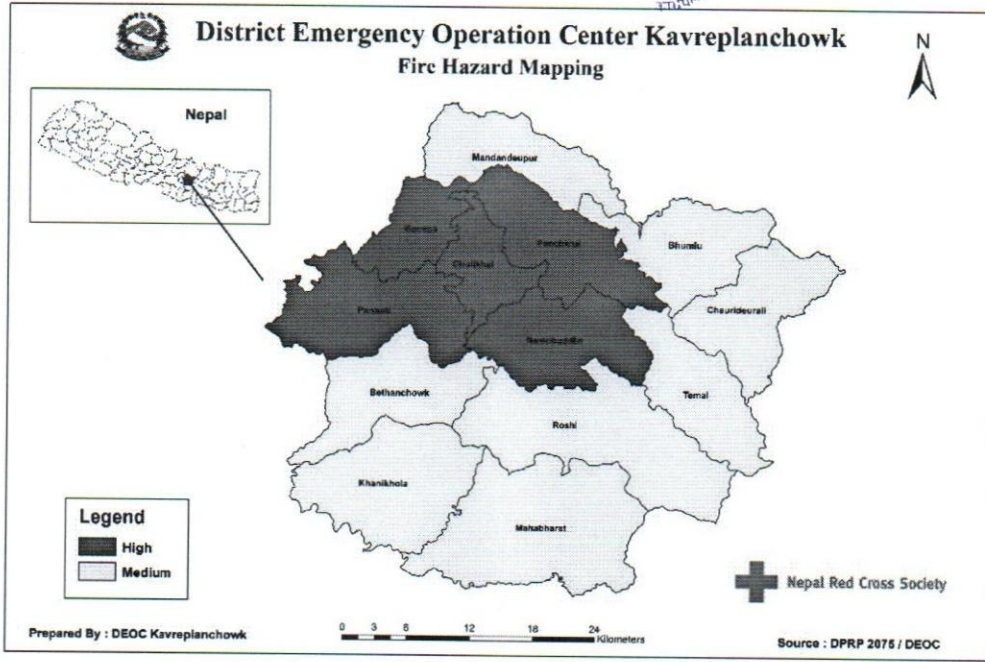 District Emergency Operation Center Kavreplanchowk
Fire Hazard Mapping
N
Nepal
Mandandeupur
Banepa
Panchkhal
Bhumlu
Dhulikhel
Chaurideurali
Panauti
Namobuddha
Bethanchowk
Temal
Roshi
Khanikhola
Mahabharat
Legend
High
Medium
Nepal Red Cross Society
Prepared By : DEOC Kavreplanchowk
0 3 6 12 18 24
Kilometers
Source : DPRP 2075 / DEOC